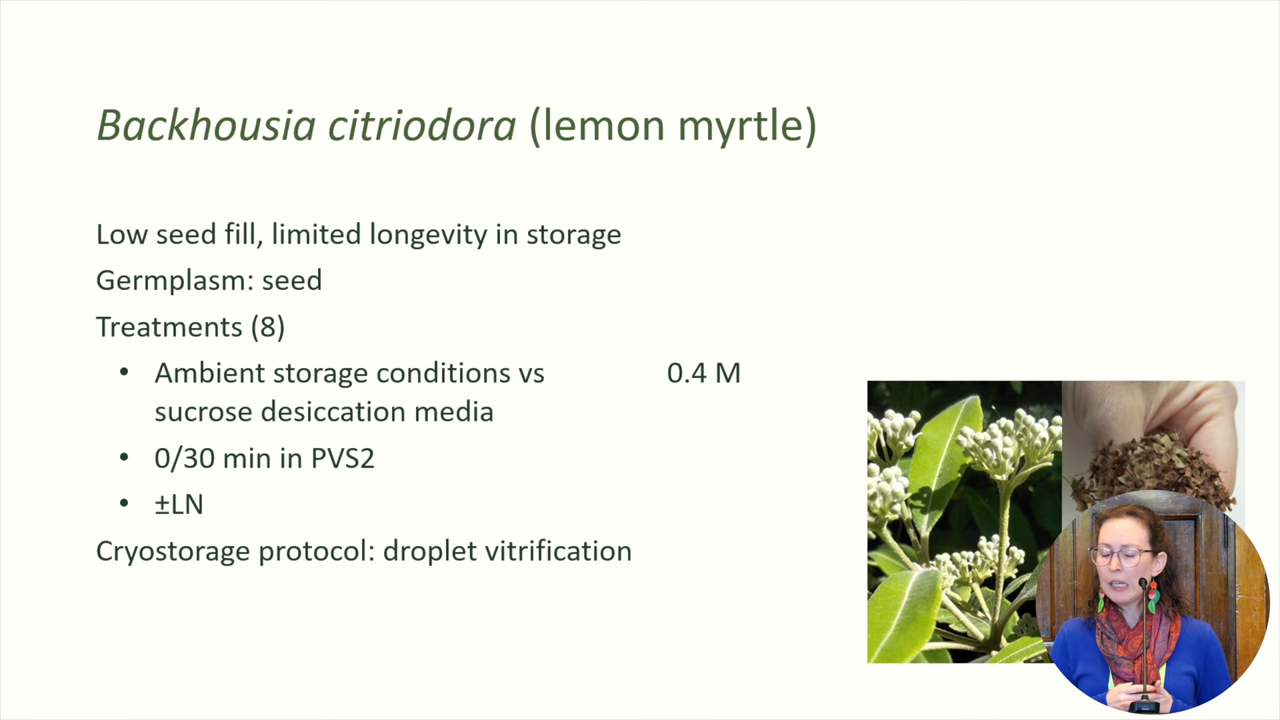 Backhousia citriodora (lemon myrtle)
Low seed fill, limited longevity in storage
Germplasm: seed
Treatments (8)
• Ambient storage conditions vs 0.4 M
sucrose desiccation media
• 0/30 min in PVS2
• ±LN
Cryostorage protocol: droplet vitrification